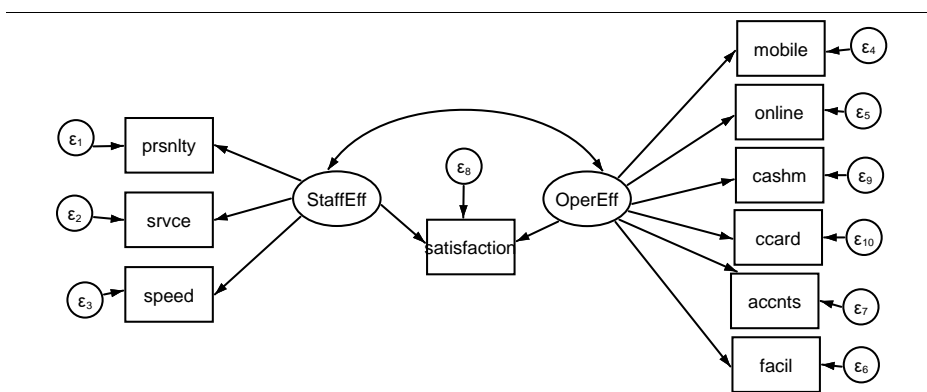 mobile
ε4
online
ε5
ε1
prsnlty
ε8
cashm
ε9
StaffEff
OperEff
ε2
srvce
satisfaction
ccard
ε10
ε3
speed
accnts
ε7
facil
ε6